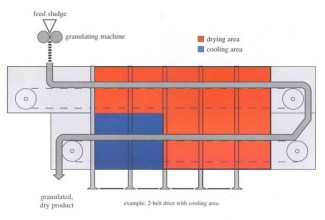 feed sludge
granulating machine
drying area
cooling area
granulated,
dry product
example: 2-belt drier with cooling area